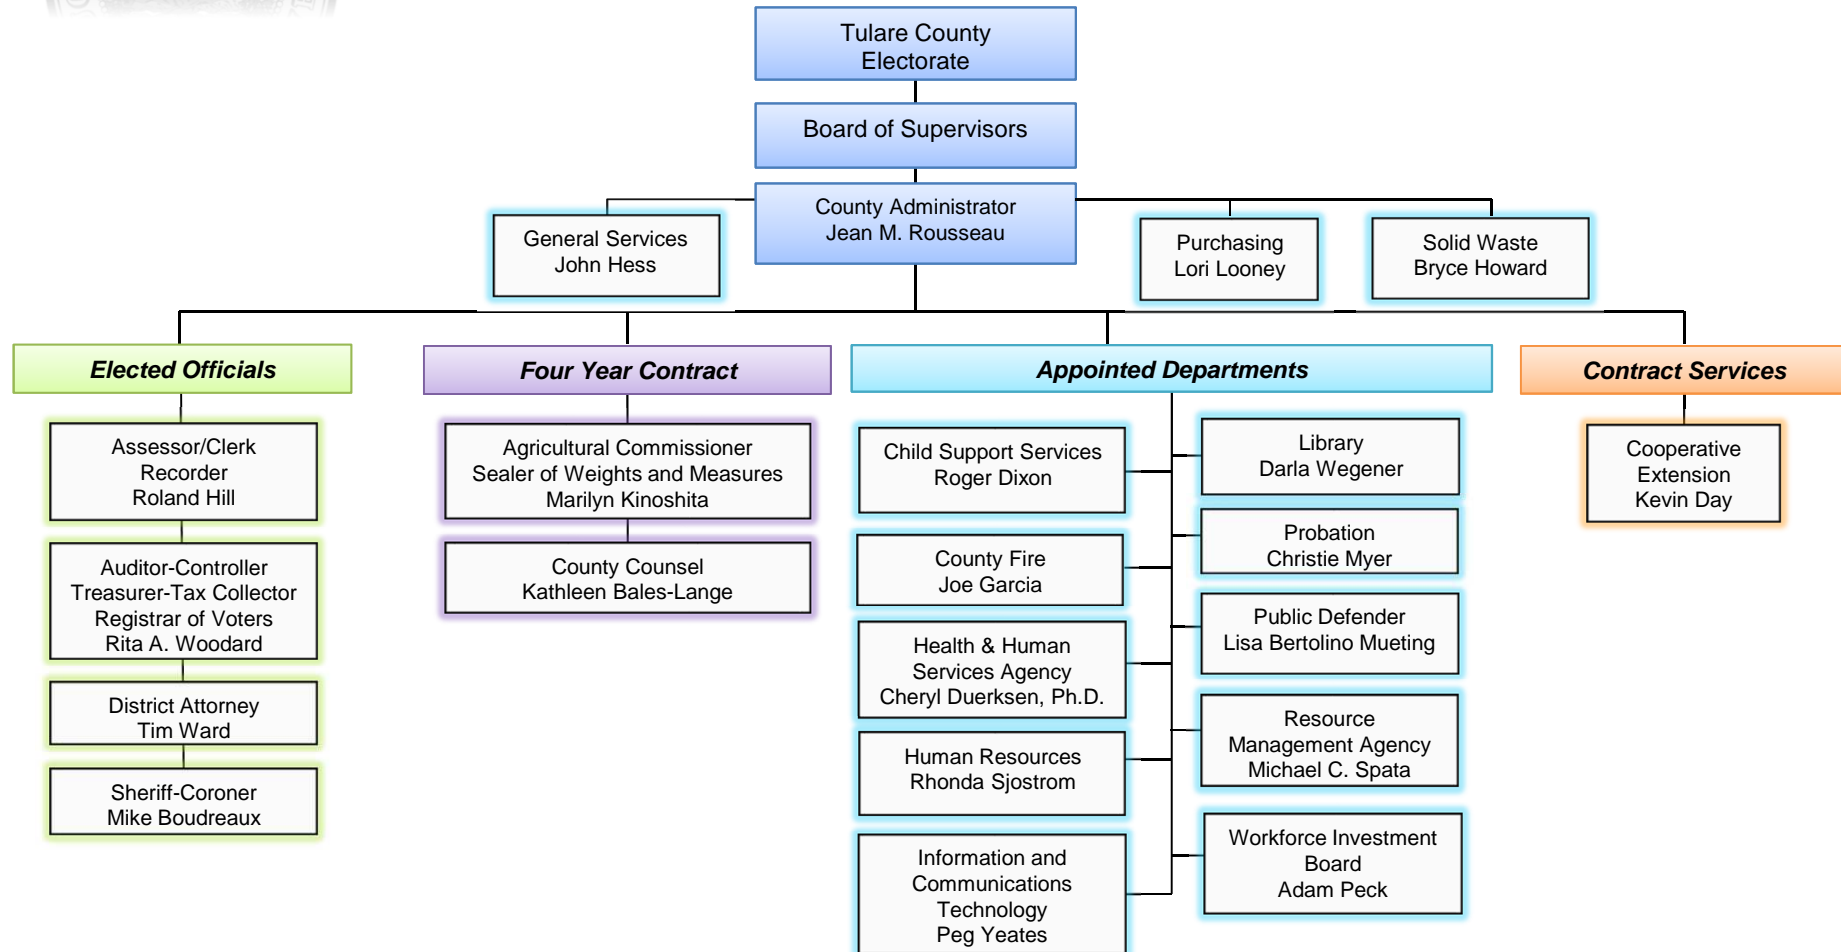 Tulare County
Electorate
Board of Supervisors
County Administrator
Jean M. Rousseau
General Services
John Hess
Purchasing
Lori Looney
Solid Waste
Bryce Howard
Elected Officials
Assessor/Clerk
Recorder
Roland Hill
Auditor-Controller
Treasurer-Tax Collector
Registrar of Voters
Rita A. Woodard
District Attorney
Tim Ward
Sheriff-Coroner
Mike Boudreaux
Four Year Contract
Agricultural Commissioner
Sealer of Weights and Measures
Marilyn Kinoshita
County Counsel
Kathleen Bales-Lange
Appointed Departments
Child Support Services
Roger Dixon
County Fire
Joe Garcia
Health & Human
Services Agency
Cheryl Duerksen, Ph.D.
Human Resources
Rhonda Sjostrom
Information and
Communications
Technology
Peg Yeates
Library
Darla Wegener
Probation
Christie Myer
Public Defender
Lisa Bertolino Mueting
Resource
Management Agency
Michael C. Spata
Workforce Investment
Board
Adam Peck
Contract Services
Cooperative
Extension
Kevin Day